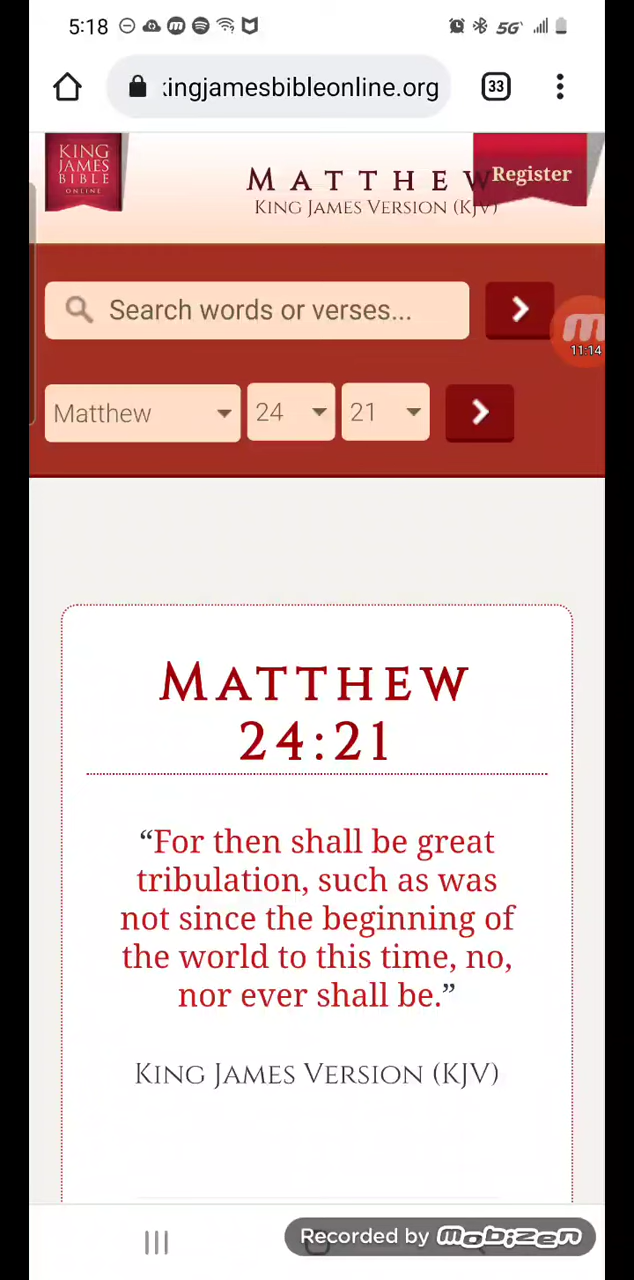 5:18
5G
:ingjamesbibleonline.org
33
KING
JAMES
BIBLE
ONLINE
MATTHEW
Register
KING JAMES VERSION (KJV)
Search words or verses...
11:14
Matthew
24
21
MATTHEW
24:21
“For then shall be great
tribulation, such as was
not since the beginning of
the world to this time, no,
nor ever shall be.”
KING JAMES VERSION (KJV)
Recorded by mobizen